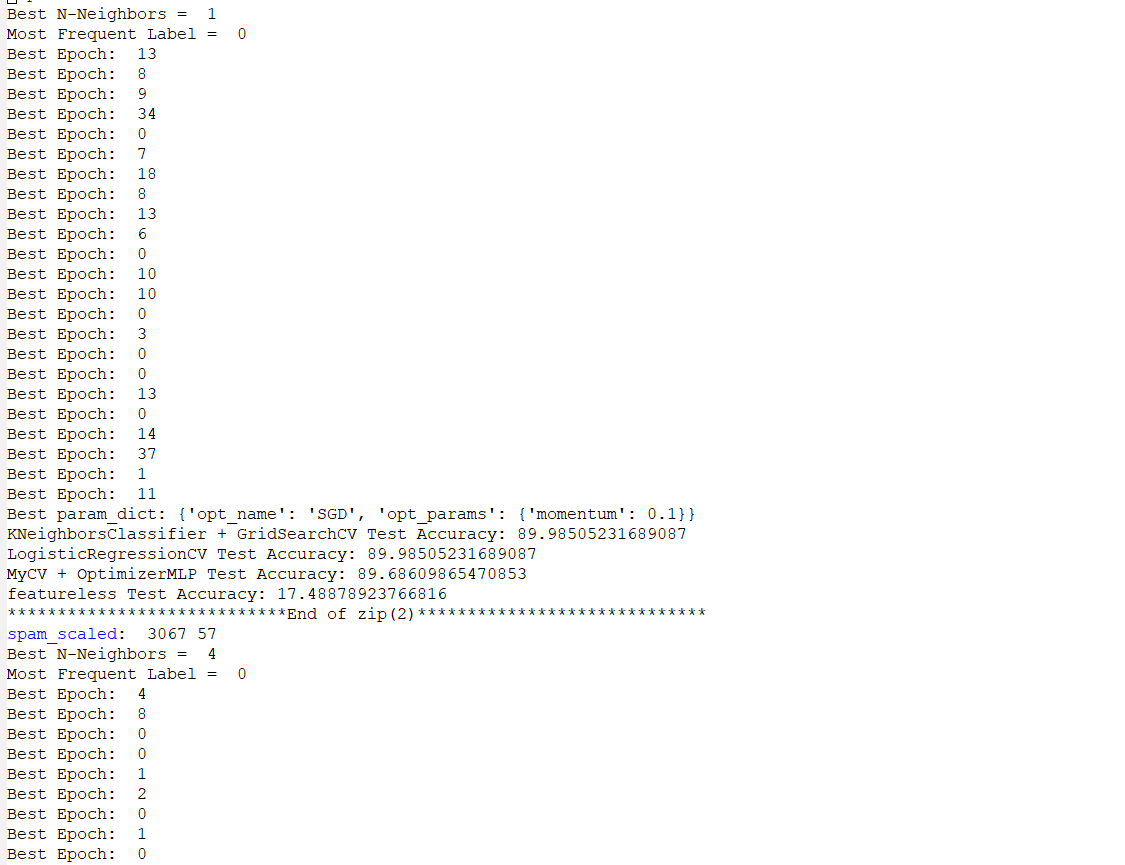 Best N-Neighbors =  1
Most Frequent Label =  0
Best Epoch:  13
Best Epoch:  8
Best Epoch:  9
Best Epoch:  34
Best Epoch:  0
Best Epoch:  7
Best Epoch:  18
Best Epoch:  8
Best Epoch:  13
Best Epoch:  6
Best Epoch:  0
Best Epoch:  10
Best Epoch:  10
Best Epoch:  0
Best Epoch:  3
Best Epoch:  0
Best Epoch:  0
Best Epoch:  13
Best Epoch:  0
Best Epoch:  14
Best Epoch:  37
Best Epoch:  1
Best Epoch:  11
Best param_dict: {'opt_name': 'SGD', 'opt_params': {'momentum': 0.1}}
KNeighborsClassifier + GridSearchCV Test Accuracy: 89.98505231689087
LogisticRegressionCV Test Accuracy: 89.98505231689087
MyCV + OptimizerMLP Test Accuracy: 89.68609865470853
featureless Test Accuracy: 17.48878923766816
****************************End of zip(2)*****************************
spam_scaled:  3067 57
Best N-Neighbors =  4
Most Frequent Label =  0
Best Epoch:  4
Best Epoch:  8
Best Epoch:  0
Best Epoch:  0
Best Epoch:  1
Best Epoch:  2
Best Epoch:  0
Best Epoch:  1
Best Epoch:  0